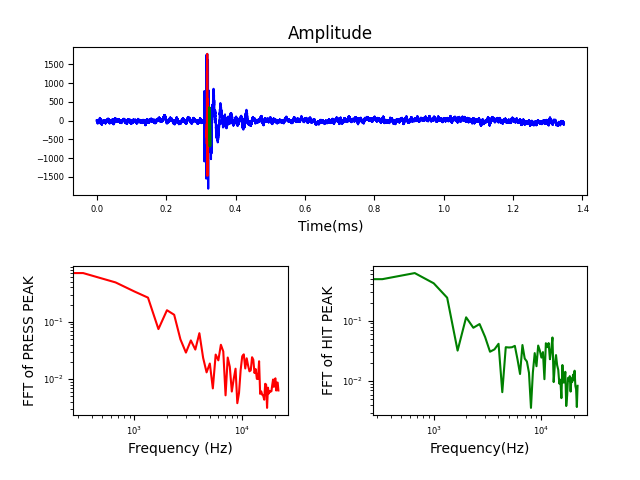 Amplitude
1500
1000
500
0
−500
−1000
−1500
0.0 0.2 0.4 0.6 0.8 1.0 1.2 1.4
Time(ms)
FFT of PRESS PEAK
10⁻¹
10⁻²
10³ 10⁴
Frequency (Hz)
FFT of HIT PEAK
10⁻¹
10⁻²
10³ 10⁴
Frequency(Hz)